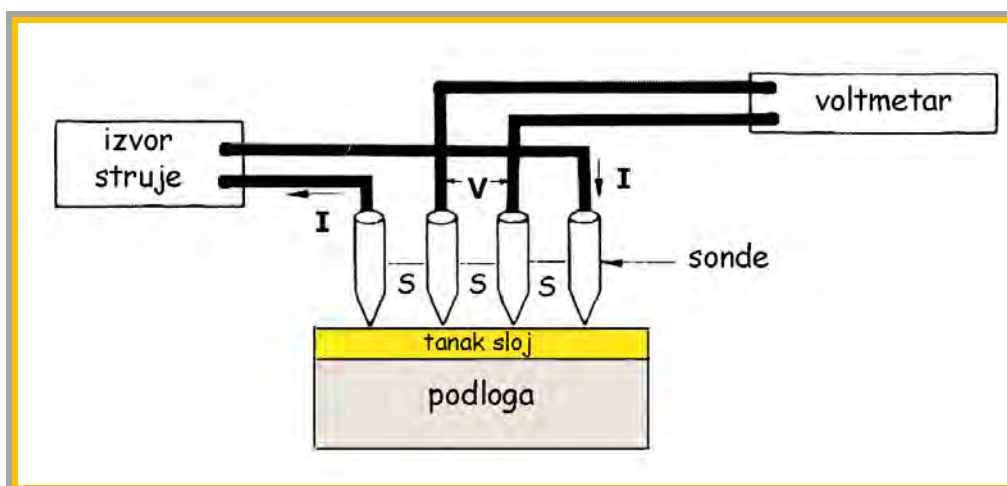 voltmetar
izvor
struje
V
I
I
sonde
S
S
S
tanak sloj
podloga